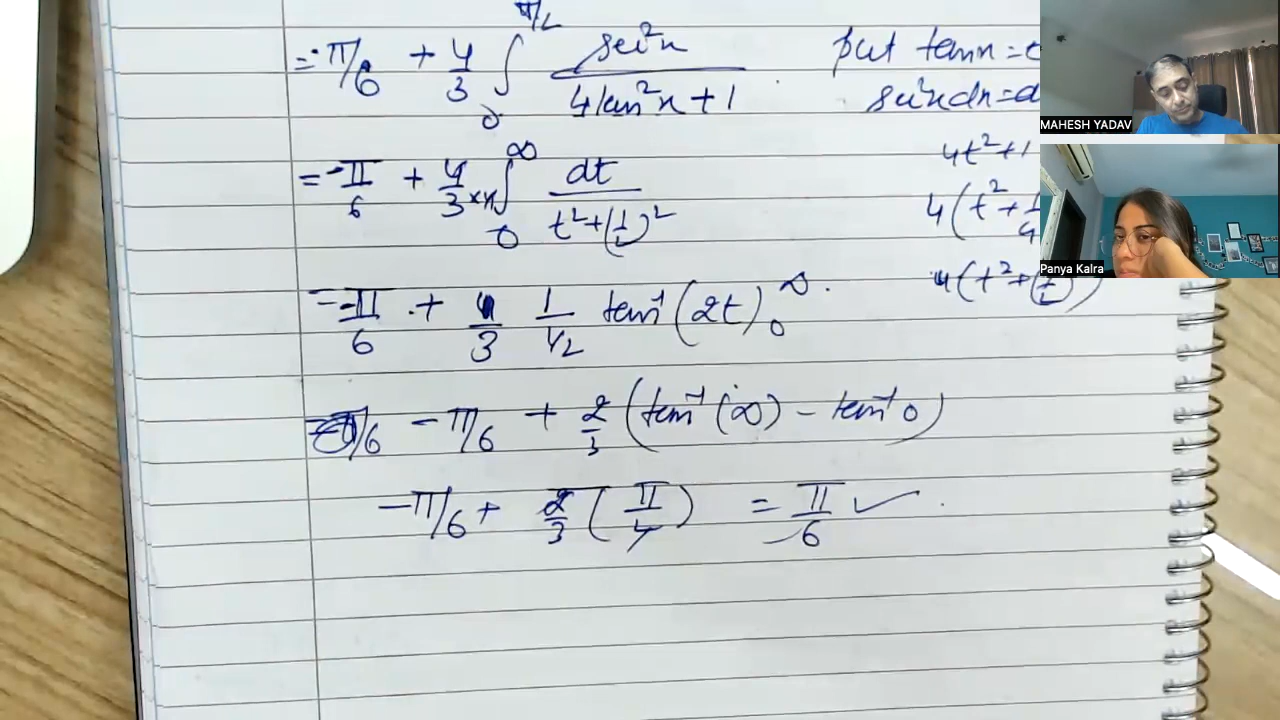 = -π/6 + 4/3 ∫₀^π/2 sec²x / 4tan²x + 1 put tanx = t
sec²x dx = d
MAHESH YADAV
= -π/6 + 4/3×4 ∫₀^∞ dt / t² + (1/2)² 4t² + 1
4(t² + 1/4
Panya Kalra
= -π/6 + 4/3 1/1/2 tan⁻¹(2t)₀^∞ 4(t² + (1/2)²)
-π/6 + 2/3 (tan⁻¹(∞) - tan⁻¹0)
-π/6 + 2/3 (π/4) = π/6 ✓